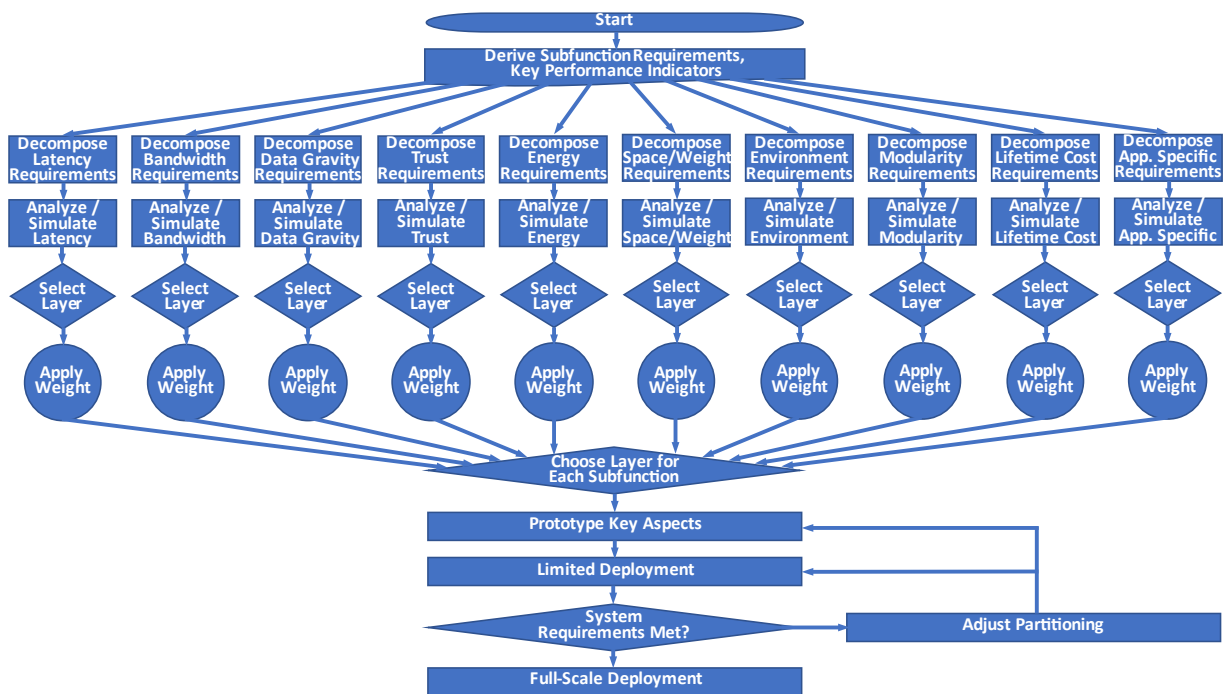 Start
Derive Subfunction Requirements,
Key Performance Indicators
Decompose
Latency
Requirements
Decompose
Bandwidth
Requirements
Decompose
Data Gravity
Requirements
Decompose
Trust
Requirements
Decompose
Energy
Requirements
Decompose
Space/Weight
Requirements
Decompose
Environment
Requirements
Decompose
Modularity
Requirements
Decompose
Lifetime Cost
Requirements
Decompose
App. Specific
Requirements
Analyze /
Simulate
Latency
Analyze /
Simulate
Bandwidth
Analyze /
Simulate
Data Gravity
Analyze /
Simulate
Trust
Analyze /
Simulate
Energy
Analyze /
Simulate
Space/Weight
Analyze /
Simulate
Environment
Analyze /
Simulate
Modularity
Analyze /
Simulate
Lifetime Cost
Analyze /
Simulate
App. Specific
Select
Layer
Select
Layer
Select
Layer
Select
Layer
Select
Layer
Select
Layer
Select
Layer
Select
Layer
Select
Layer
Select
Layer
Apply
Weight
Apply
Weight
Apply
Weight
Apply
Weight
Apply
Weight
Apply
Weight
Apply
Weight
Apply
Weight
Apply
Weight
Apply
Weight
Choose Layer for
Each Subfunction
Prototype Key Aspects
Limited Deployment
System
Requirements Met?
Adjust Partitioning
Full-Scale Deployment